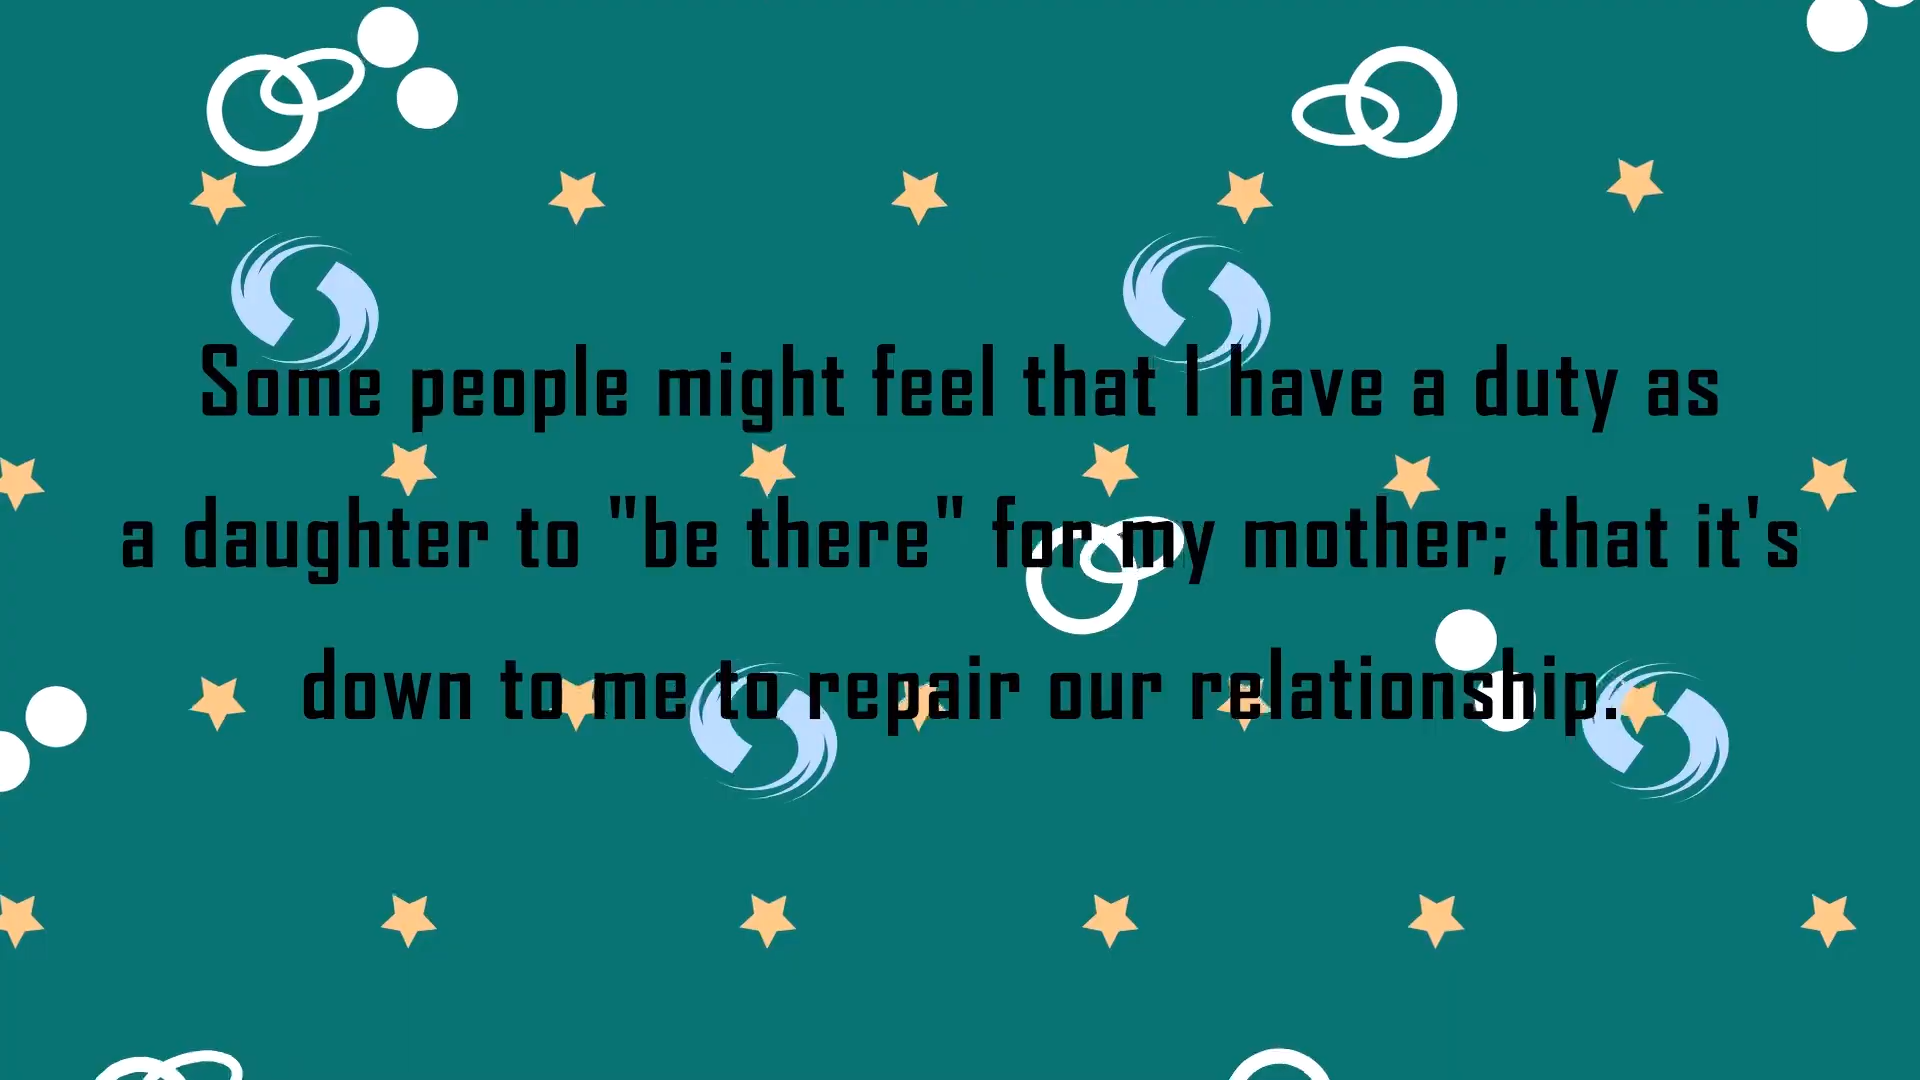 Some people might feel that I have a duty as
a daughter to "be there" for my mother; that it's
down to me to repair our relationship.